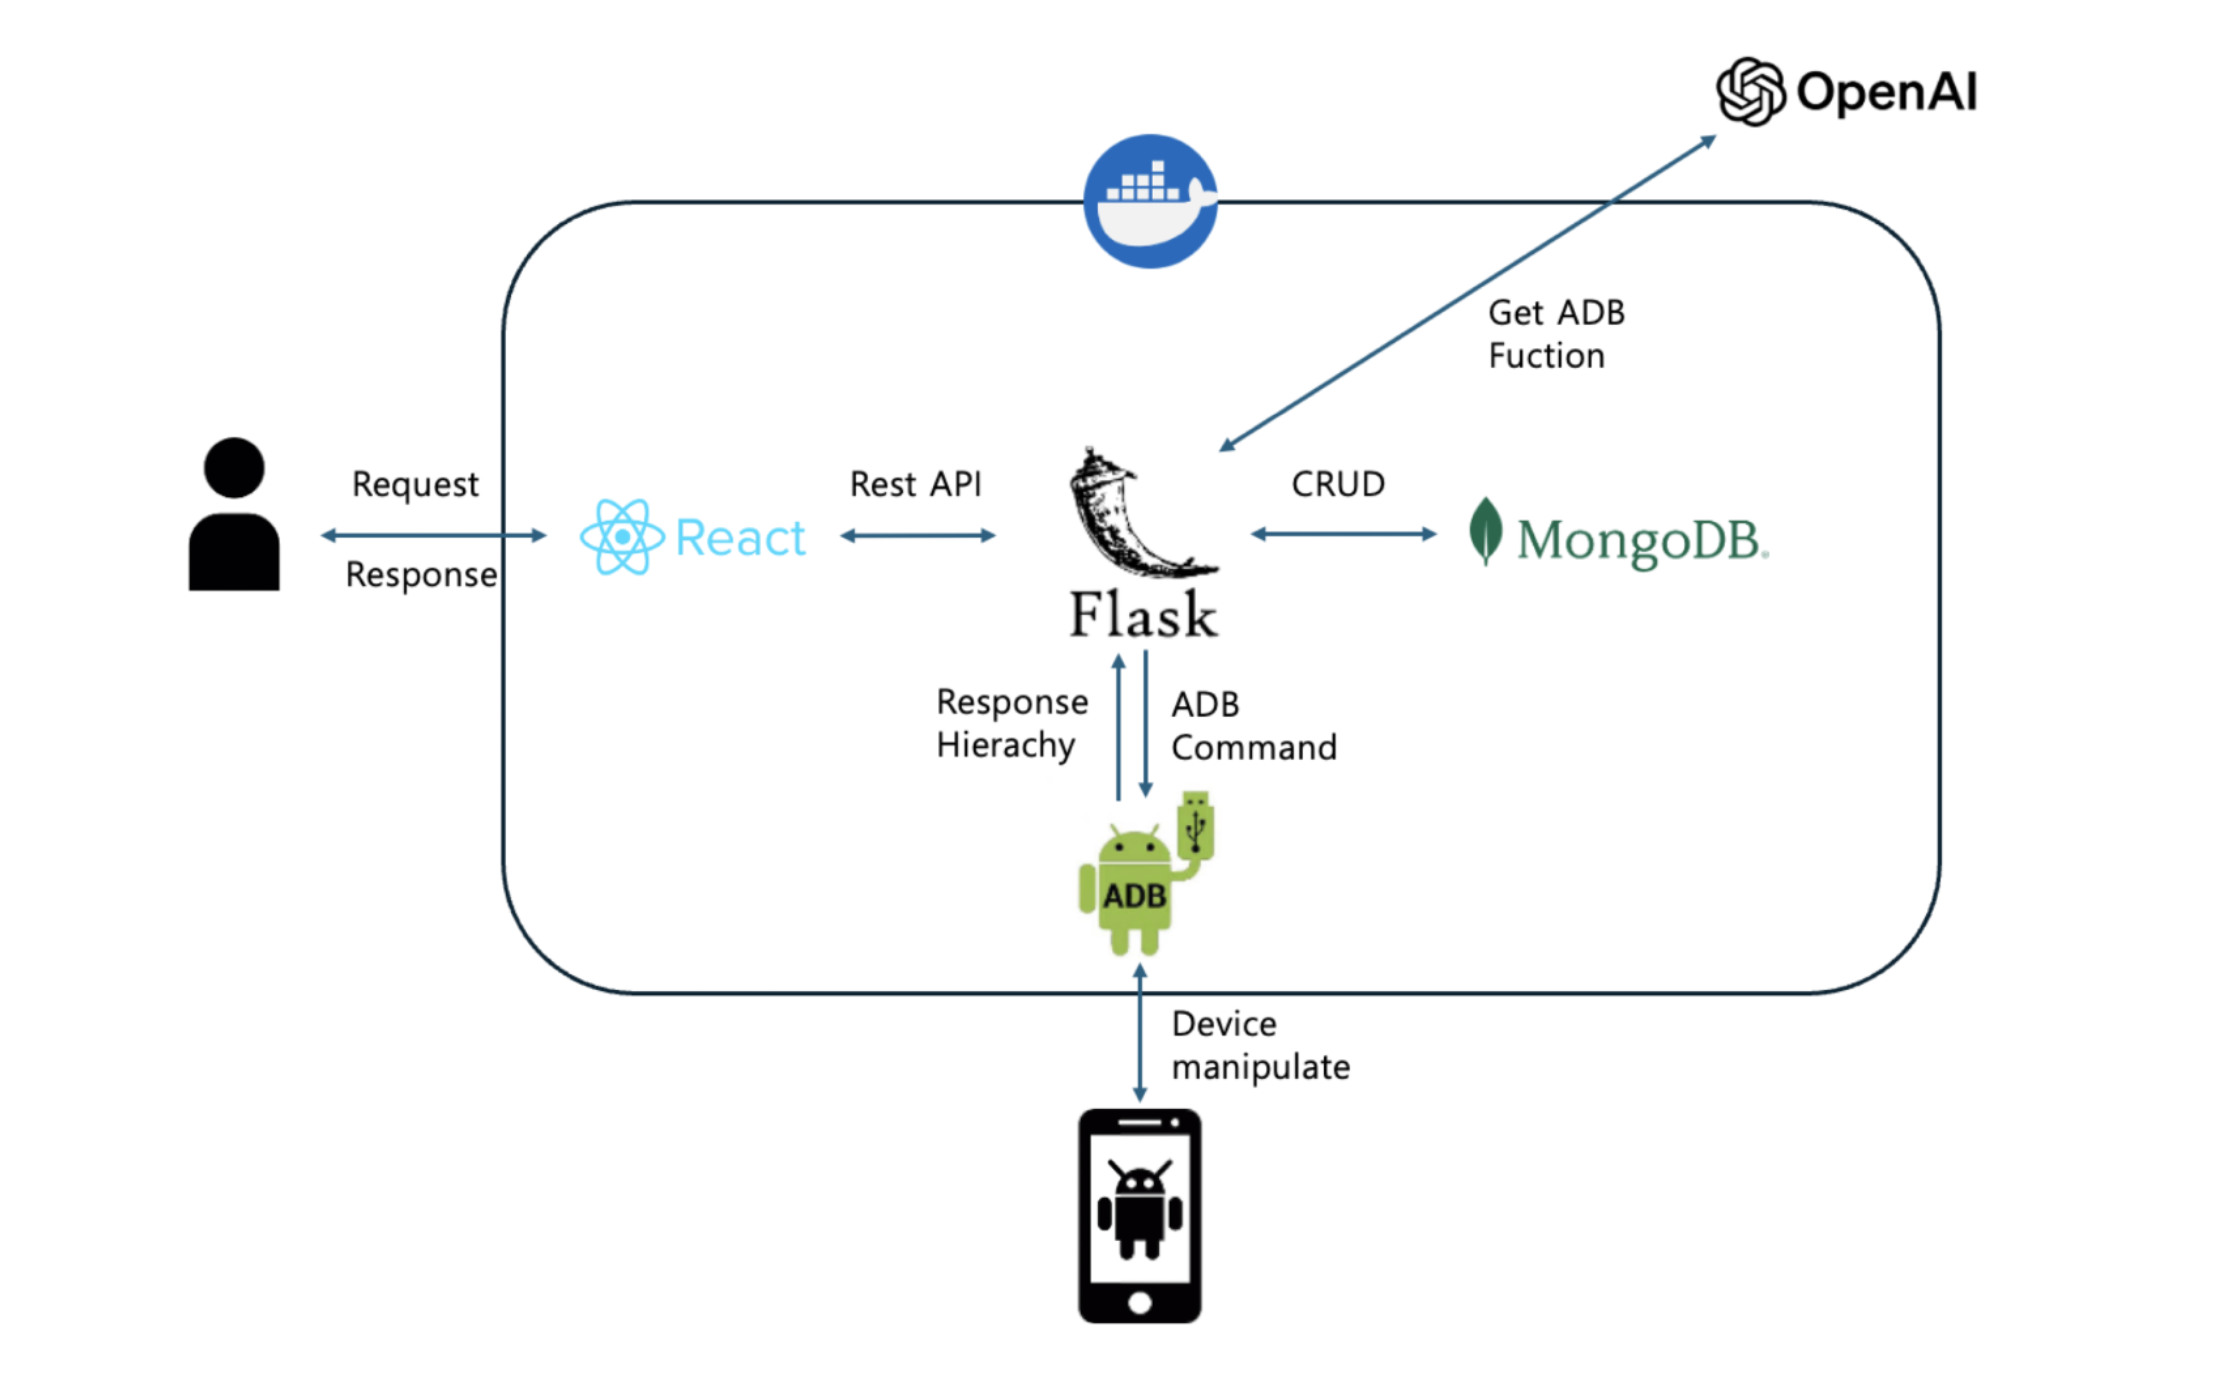 OpenAI
Get ADB
Fuction
Request
Response
React
Rest API
Flask
CRUD
MongoDB®
Response
Hierachy
ADB
Command
ADB
Device
manipulate